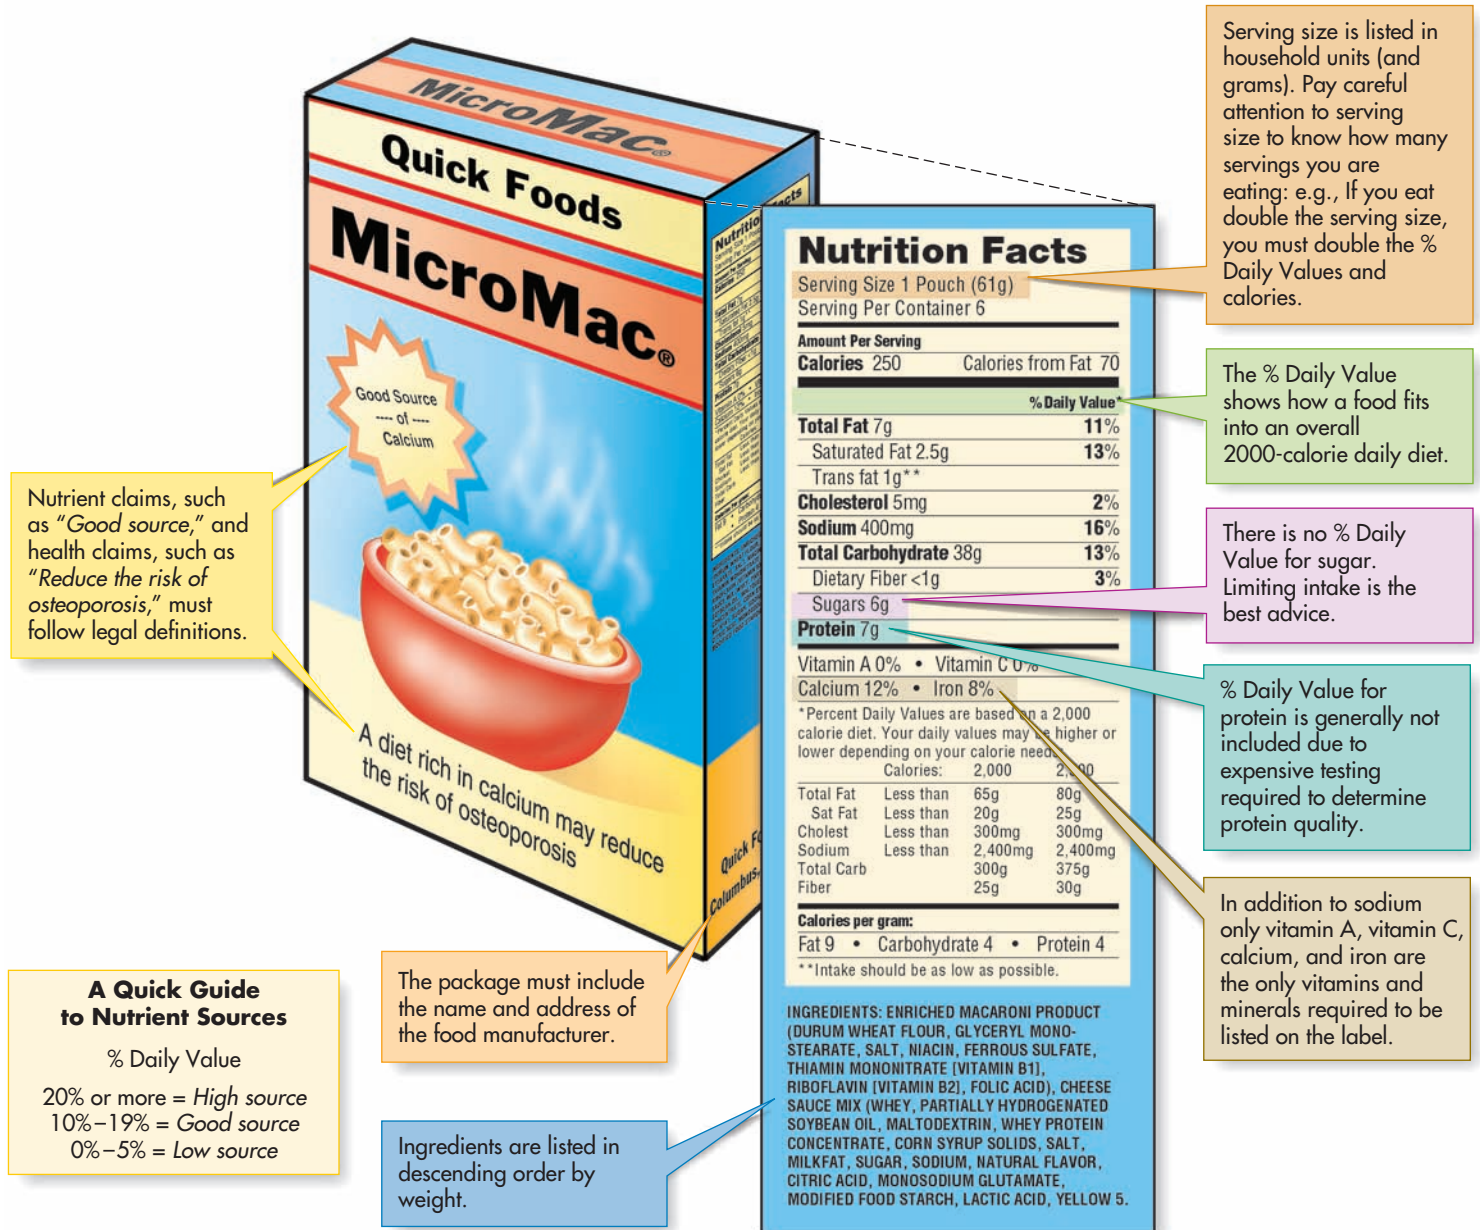 MicroMac®
Quick Foods
MicroMac®
Good Source
---- of ----
Calcium
A diet rich in calcium may reduce
the risk of osteoporosis
Quick
Columbus,
Nutrient claims, such
as “Good source,” and
health claims, such as
“Reduce the risk of
osteoporosis,” must
follow legal definitions.
A Quick Guide
to Nutrient Sources
% Daily Value
20% or more = High source
10%–19% = Good source
0%–5% = Low source
The package must include
the name and address of
the food manufacturer.
Ingredients are listed in
descending order by
weight.
Nutrition Facts
Serving Size 1 Pouch (61g)
Serving Per Container 6
Amount Per Serving
Calories 250 Calories from Fat 70
% Daily Value*
Total Fat 7g 11%
Saturated Fat 2.5g 13%
Trans fat 1g**
Cholesterol 5mg 2%
Sodium 400mg 16%
Total Carbohydrate 38g 13%
Dietary Fiber <1g 3%
Sugars 6g
Protein 7g
Vitamin A 0% • Vitamin C 0%
Calcium 12% • Iron 8%
*Percent Daily Values are based on a 2,000
calorie diet. Your daily values may be higher or
lower depending on your calorie needs.
Calories: 2,000 2,500
Total Fat Less than 65g 80g
Sat Fat Less than 20g 25g
Cholest Less than 300mg 300mg
Sodium Less than 2,400mg 2,400mg
Total Carb 300g 375g
Fiber 25g 30g
Calories per gram:
Fat 9 • Carbohydrate 4 • Protein 4
**Intake should be as low as possible.
INGREDIENTS: ENRICHED MACARONI PRODUCT
(DURUM WHEAT FLOUR, GLYCERYL MONO-
STEARATE, SALT, NIACIN, FERROUS SULFATE,
THIAMIN MONONITRATE [VITAMIN B1],
RIBOFLAVIN [VITAMIN B2], FOLIC ACID), CHEESE
SAUCE MIX (WHEY, PARTIALLY HYDROGENATED
SOYBEAN OIL, MALTODEXTRIN, WHEY PROTEIN
CONCENTRATE, CORN SYRUP SOLIDS, SALT,
MILKFAT, SUGAR, SODIUM, NATURAL FLAVOR,
CITRIC ACID, MONOSODIUM GLUTAMATE,
MODIFIED FOOD STARCH, LACTIC ACID, YELLOW 5.
Serving size is listed in
household units (and
grams). Pay careful
attention to serving
size to know how many
servings you are
eating: e.g., If you eat
double the serving size,
you must double the %
Daily Values and
calories.
The % Daily Value
shows how a food fits
into an overall
2000-calorie daily diet.
There is no % Daily
Value for sugar.
Limiting intake is the
best advice.
% Daily Value for
protein is generally not
included due to
expensive testing
required to determine
protein quality.
In addition to sodium
only vitamin A, vitamin C,
calcium, and iron are
the only vitamins and
minerals required to be
listed on the label.